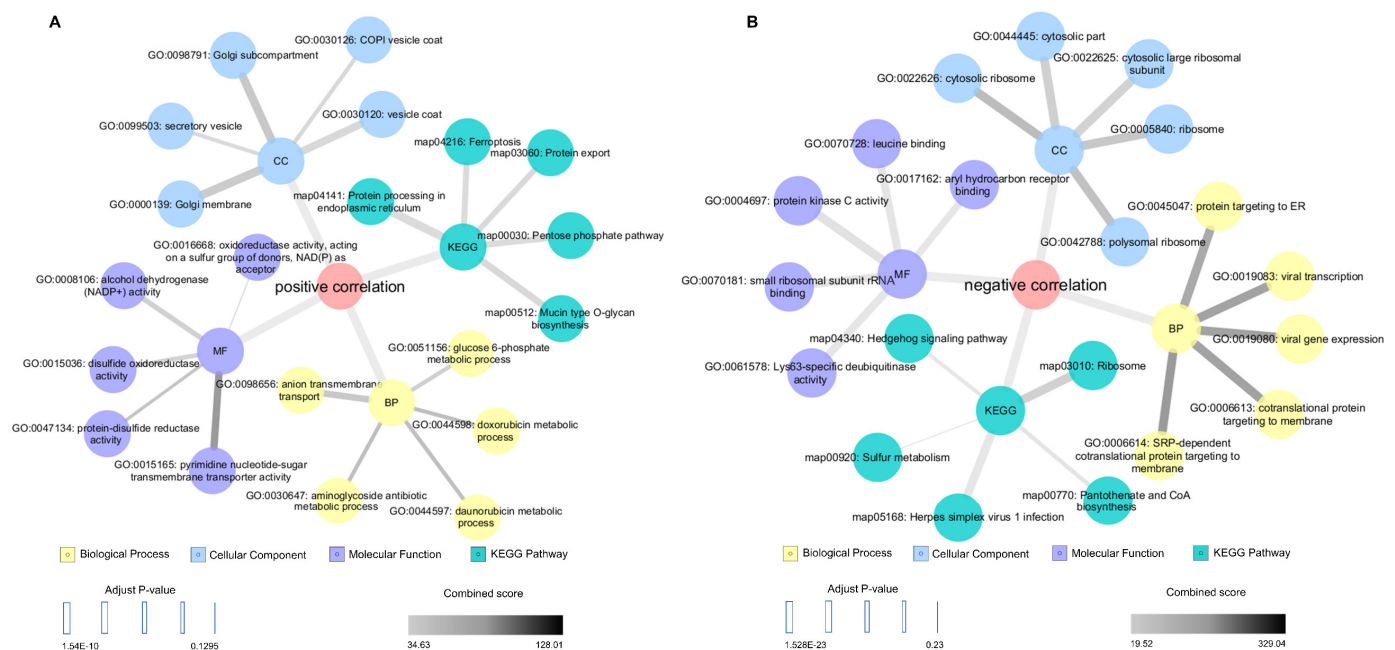 A
GO:0030126: COPI vesicle coat
GO:0098791: Golgi subcompartment
GO:0030120: vesicle coat
GO:0099503: secretory vesicle
CC
GO:0000139: Golgi membrane
map04216: Ferroptosis
map03060: Protein export
map04141: Protein processing in
endoplasmic reticulum
map00030: Pentose phosphate pathway
KEGG
map00512: Mucin type O-glycan
biosynthesis
GO:0016668: oxidoreductase activity, acting
on a sulfur group of donors, NAD(P) as
acceptor
GO:0008106: alcohol dehydrogenase
(NADP+) activity
positive correlation
MF
GO:0015036: disulfide oxidoreductase
activity
GO:0047134: protein-disulfide reductase
activity
GO:0015165: pyrimidine nucleotide-sugar
transmembrane transporter activity
GO:0051156: glucose 6-phosphate
metabolic process
GO:0098656: anion transmembrane
transport
BP
GO:0044598: doxorubicin metabolic
process
GO:0030647: aminoglycoside antibiotic
metabolic process
GO:0044597: daunorubicin metabolic
process
Biological Process
Cellular Component
Molecular Function
KEGG Pathway
Adjust P-value
1.54E-10
0.1295
Combined score
34.63
128.01
B
GO:0044445: cytosolic part
GO:0022625: cytosolic large ribosomal
subunit
GO:0022626: cytosolic ribosome
GO:0005840: ribosome
CC
GO:0042788: polysomal ribosome
GO:0070728: leucine binding
GO:0017162: aryl hydrocarbon receptor
binding
GO:0004697: protein kinase C activity
MF
GO:0070181: small ribosomal subunit rRNA
binding
GO:0061578: Lys63-specific deubiquitinase
activity
negative correlation
GO:0045047: protein targeting to ER
GO:0019083: viral transcription
BP
GO:0019080: viral gene expression
GO:0006613: cotranslational protein
targeting to membrane
GO:0006614: SRP-dependent
cotranslational protein targeting to
membrane
map04340: Hedgehog signaling pathway
map03010: Ribosome
KEGG
map00920: Sulfur metabolism
map00770: Pantothenate and CoA
biosynthesis
map05168: Herpes simplex virus 1 infection
Biological Process
Cellular Component
Molecular Function
KEGG Pathway
Adjust P-value
1.528E-23
0.23
Combined score
19.52
329.04